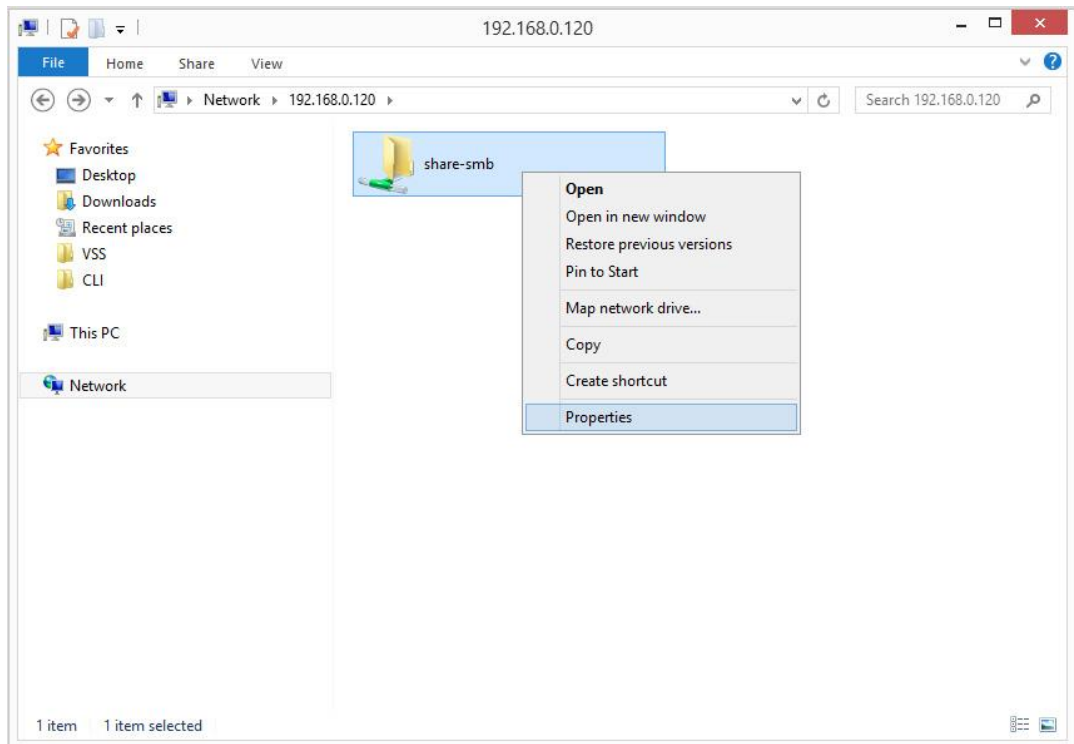 192.168.0.120
File Home Share View
Network 192.168.0.120 Search 192.168.0.120
Favorites
Desktop
Downloads
Recent places
VSS
CLI
This PC
Network
share-smb
Open
Open in new window
Restore previous versions
Pin to Start
Map network drive...
Copy
Create shortcut
Properties
1 item 1 item selected